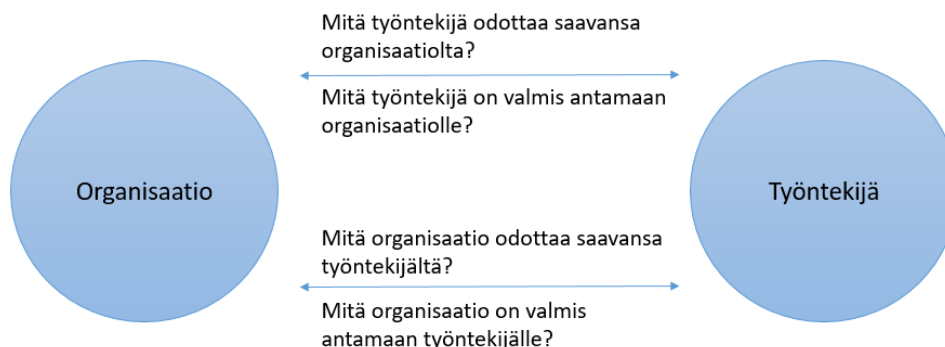 Mitä työntekijä odottaa saavansa
organisaatiolta?
Mitä työntekijä on valmis antamaan
organisaatiolle?
Organisaatio
Työntekijä
Mitä organisaatio odottaa saavansa
työntekijältä?
Mitä organisaatio on valmis
antamaan työntekijälle?